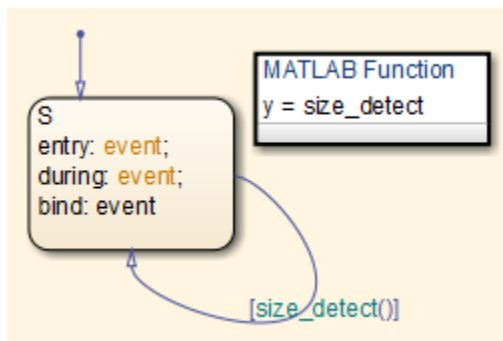 S
entry: event;
during: event;
bind: event
MATLAB Function
y = size_detect
[size_detect()]